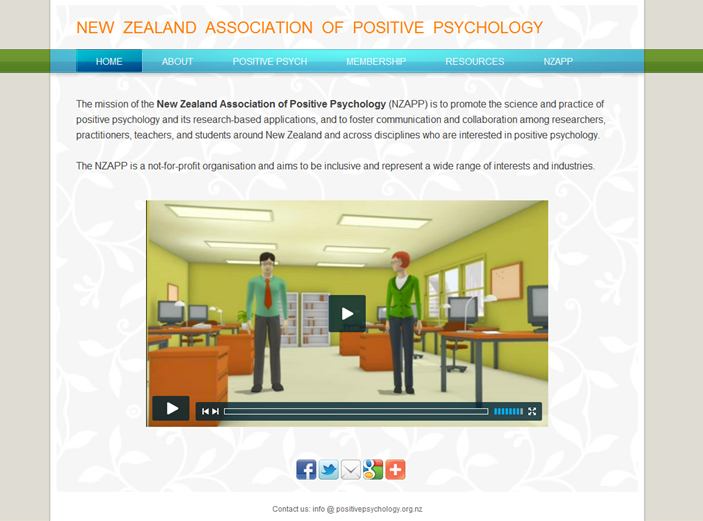 NEW ZEALAND ASSOCIATION OF POSITIVE PSYCHOLOGY
HOME ABOUT POSITIVE PSYCH MEMBERSHIP RESOURCES NZAPP
The mission of the New Zealand Association of Positive Psychology (NZAPP) is to promote the science and practice of
positive psychology and its research-based applications, and to foster communication and collaboration among researchers,
practitioners, teachers, and students around New Zealand and across disciplines who are interested in positive psychology.
The NZAPP is a not-for-profit organisation and aims to be inclusive and represent a wide range of interests and industries.
Contact us: info @ positivepsychology.org.nz